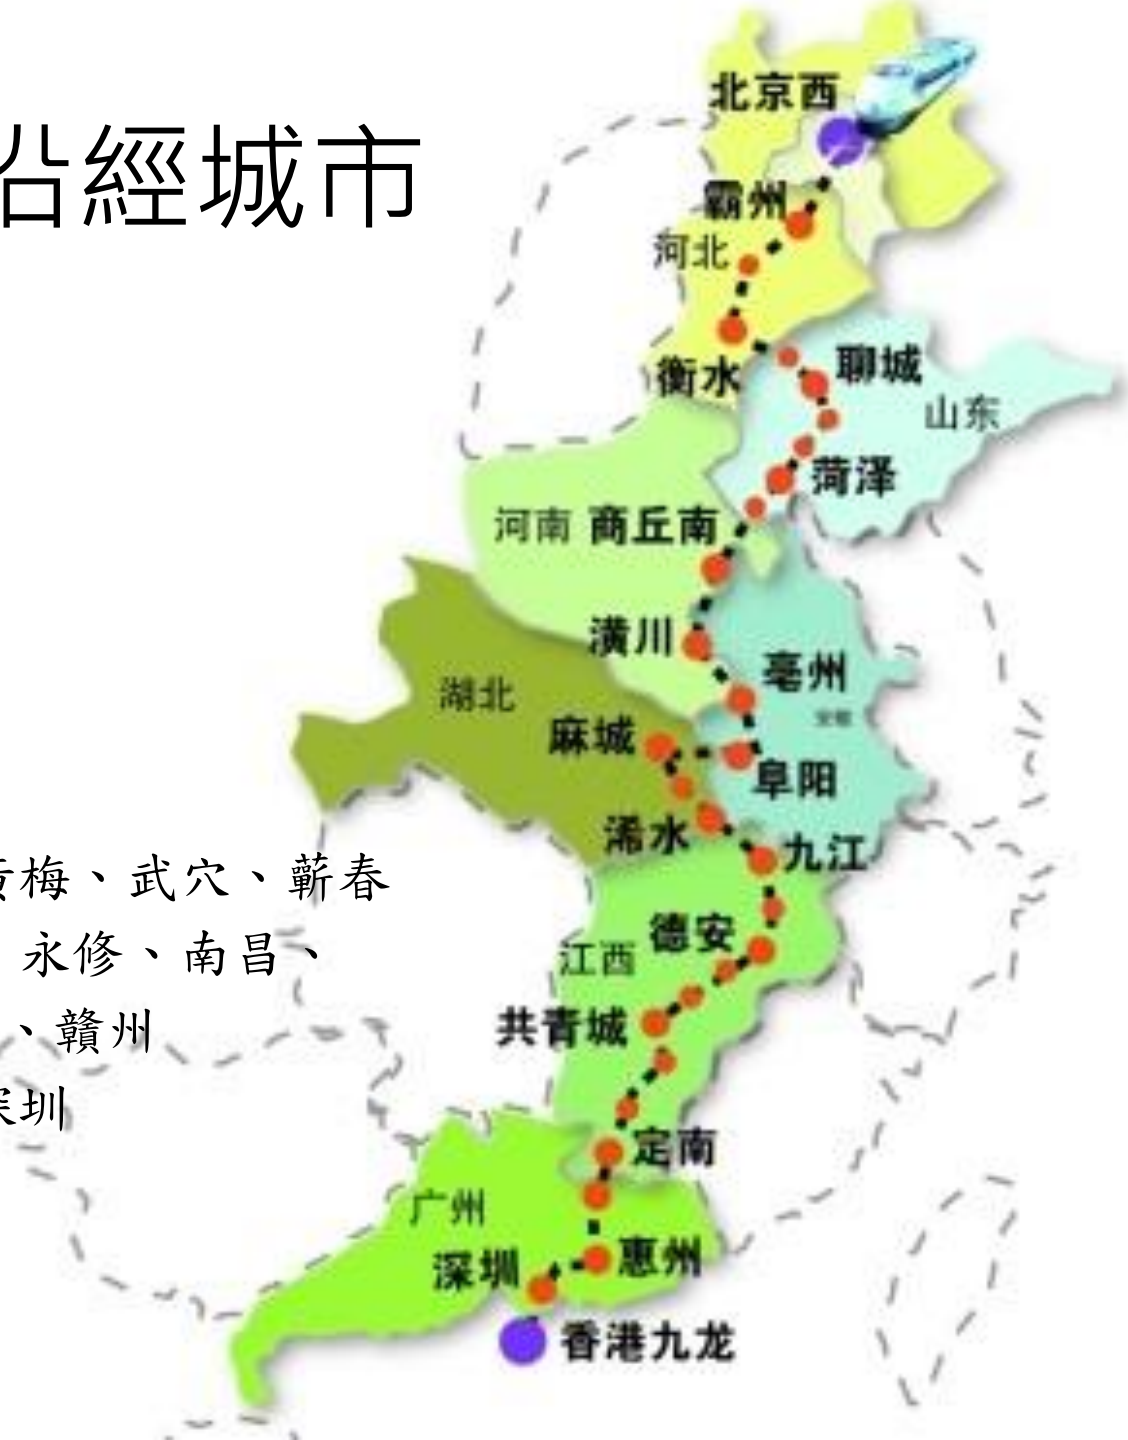 沿經城市
北京西
霸州
河北
衡水
聊城
山东
菏泽
河南 商丘南
潢川
亳州
湖北
安徽
麻城
阜阳
浠水
九江
梅、武穴、蘄春
德安
永修、南昌、
江西
共青城
、贛州
深圳
定南
广州
深圳
惠州
香港九龙